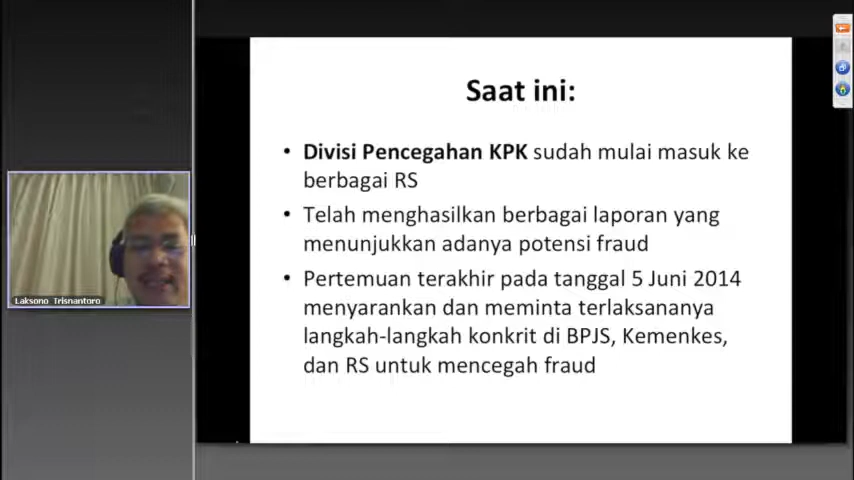 Saat ini:
• Divisi Pencegahan KPK sudah mulai masuk ke
berbagai RS
• Telah menghasilkan berbagai laporan yang
menunjukkan adanya potensi fraud
• Pertemuan terakhir pada tanggal 5 Juni 2014
menyarankan dan meminta terlaksananya
langkah-langkah konkrit di BPJS, Kemenkes,
dan RS untuk mencegah fraud
Laksono Trisnantoro